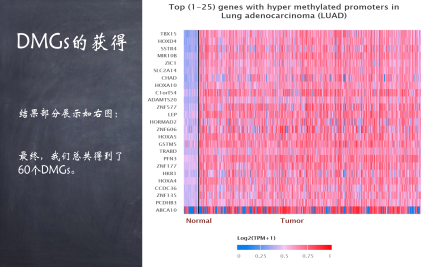 DMGs的获得
结果部分展示如右图：
最终，我们总共得到了
60个DMGs。
Top (1-25) genes with hyper methylated promoters in
Lung adenocarcinoma (LUAD)
TBX15
HOXD4
SSTR4
MIR10B
ZIC1
SLC2A14
CHAD
HOXA10
C1orf54
ADAMTS20
ZNF577
LEP
HORMAD2
ZNF606
HOXA5
GSTM5
TRABD
PFN3
ZNF177
HKR1
HOXA4
CCDC36
ZNF135
PCDHB3
ABCA10
Normal Tumor
Log2(TPM+1)
0 0.25 0.5 0.75 1